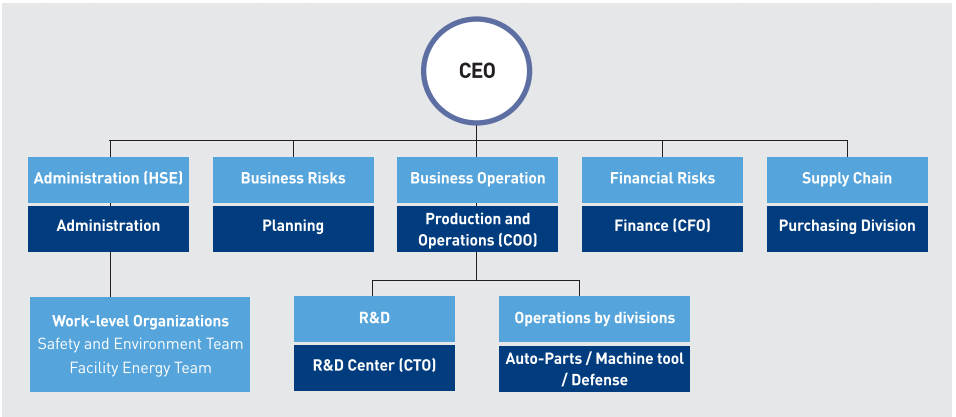 CEO
Administration (HSE)
Administration
Business Risks
Planning
Business Operation
Production and
Operations (COO)
Financial Risks
Finance (CFO)
Supply Chain
Purchasing Division
Work-level Organizations
Safety and Environment Team
Facility Energy Team
R&D
R&D Center (CTO)
Operations by divisions
Auto-Parts / Machine tool
/ Defense